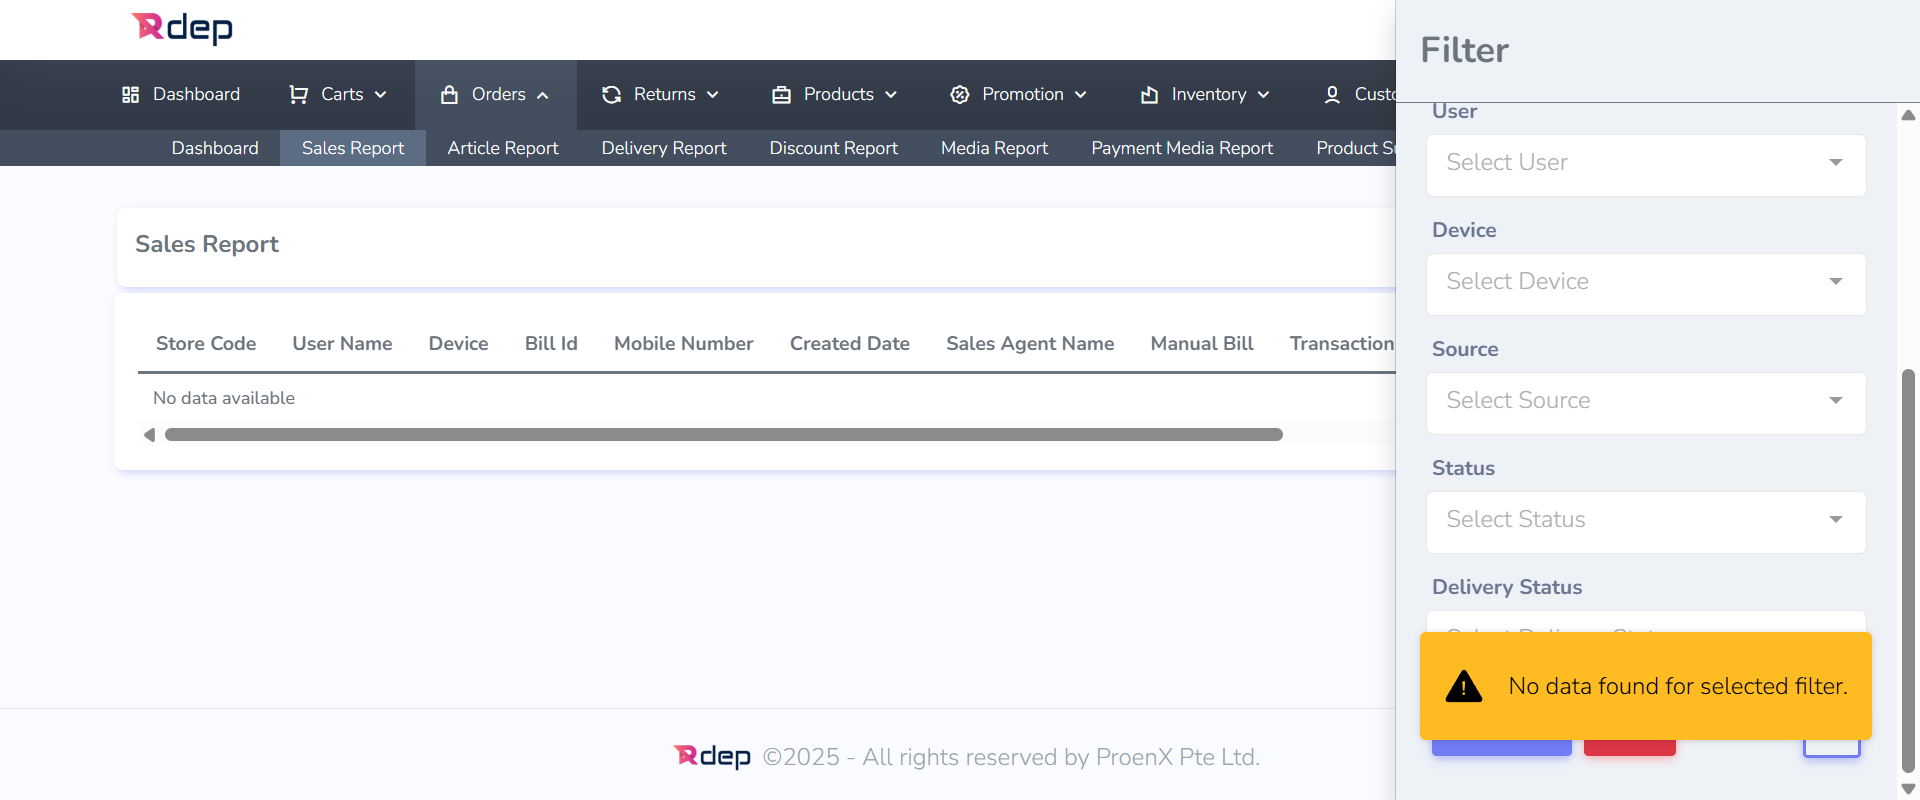 Rdep
Filter
Dashboard Carts Orders Returns Products Promotion Inventory
Dashboard Sales Report Article Report Delivery Report Discount Report Media Report Payment Media Report Product
User
Select User
Sales Report
Device
Select Device
Store Code User Name Device Bill Id Mobile Number Created Date Sales Agent Name Manual Bill Transaction
No data available
Source
Select Source
Status
Select Status
Delivery Status
No data found for selected filter.
Rdep ©2025 - All rights reserved by ProenX Pte Ltd.